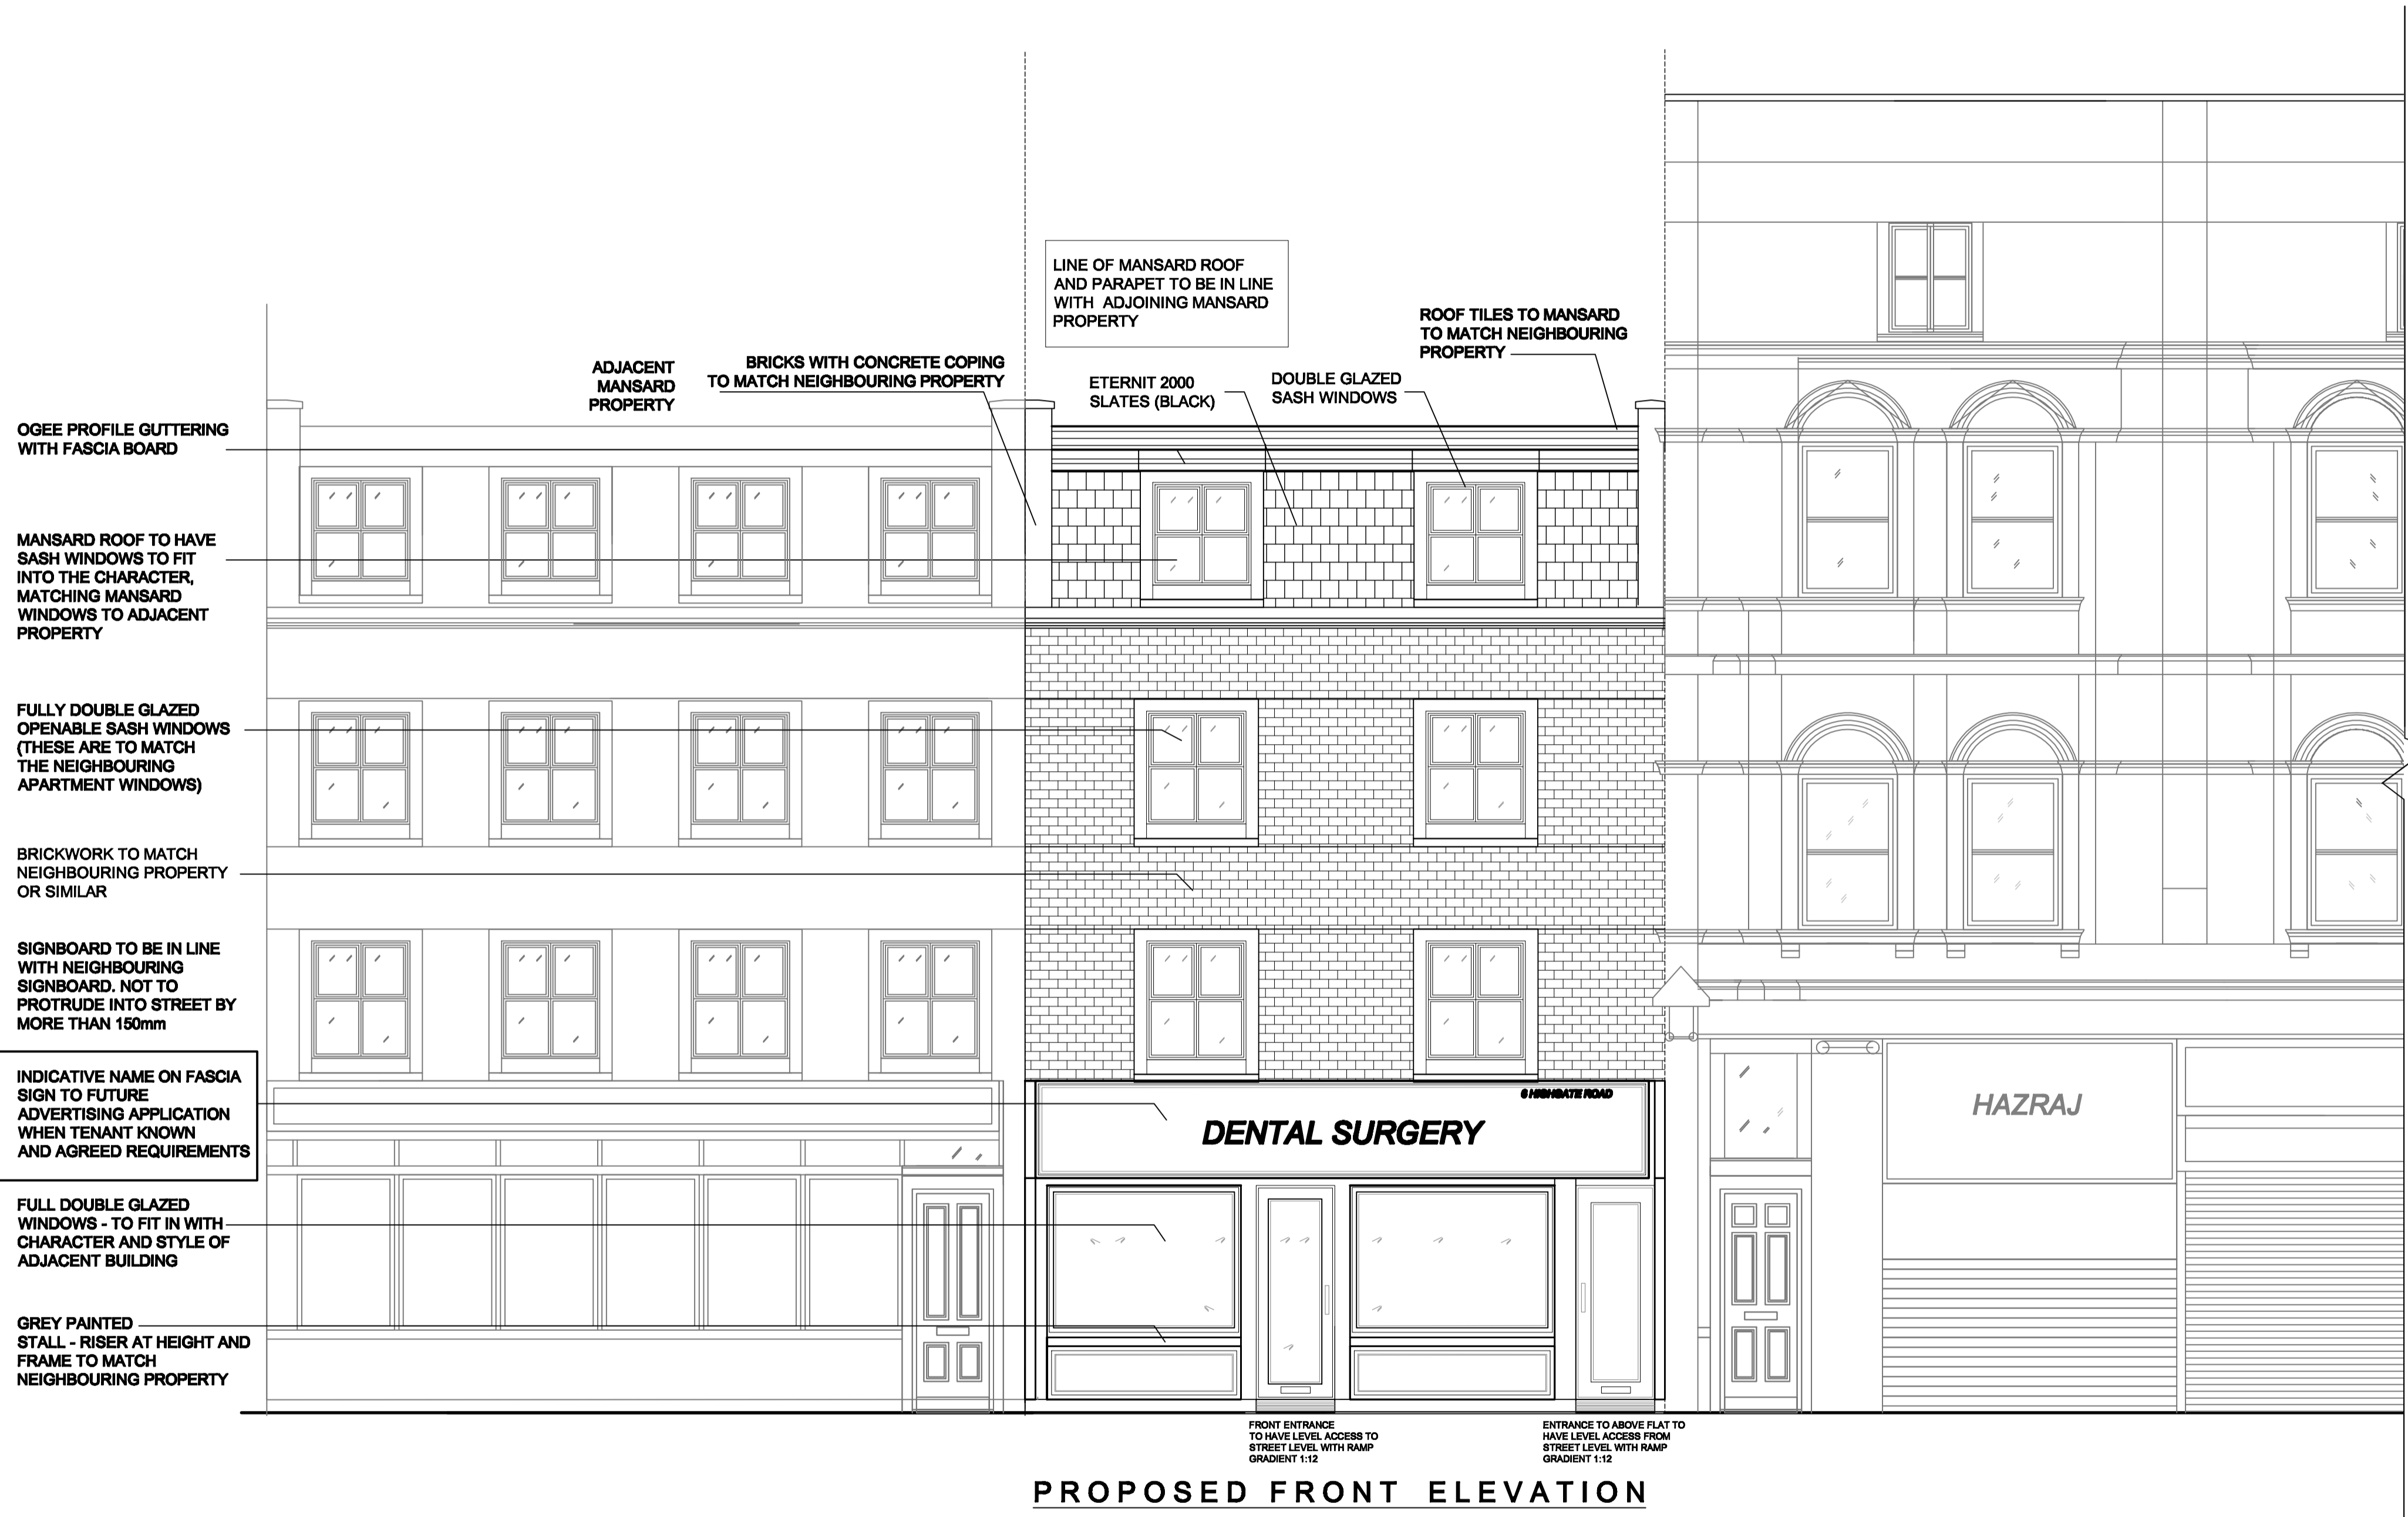 LINE OF MANSARD ROOF
AND PARAPET TO BE IN LINE
WITH ADJOINING MANSARD
PROPERTY
ROOF TILES TO MANSARD
TO MATCH NEIGHBOURING
PROPERTY
ADJACENT
MANSARD
PROPERTY
BRICKS WITH CONCRETE COPING
TO MATCH NEIGHBOURING PROPERTY
ETERNIT 2000
SLATES (BLACK)
DOUBLE GLAZED
SASH WINDOWS
OGEE PROFILE GUTTERING
WITH FASCIA BOARD
MANSARD ROOF TO HAVE
SASH WINDOWS TO FIT
INTO THE CHARACTER,
MATCHING MANSARD
WINDOWS TO ADJACENT
PROPERTY
FULLY DOUBLE GLAZED
OPENABLE SASH WINDOWS
(THESE ARE TO MATCH
THE NEIGHBOURING
APARTMENT WINDOWS)
BRICKWORK TO MATCH
NEIGHBOURING PROPERTY
OR SIMILAR
SIGNBOARD TO BE IN LINE
WITH NEIGHBOURING
SIGNBOARD. NOT TO
PROTRUDE INTO STREET BY
MORE THAN 150mm
INDICATIVE NAME ON FASCIA
SIGN TO FUTURE
ADVERTISING APPLICATION
WHEN TENANT KNOWN
AND AGREED REQUIREMENTS
6 HIGHGATE ROAD
DENTAL SURGERY
HAZRAJ
FULL DOUBLE GLAZED
WINDOWS - TO FIT IN WITH
CHARACTER AND STYLE OF
ADJACENT BUILDING
GREY PAINTED
STALL - RISER AT HEIGHT AND
FRAME TO MATCH
NEIGHBOURING PROPERTY
FRONT ENTRANCE
TO HAVE LEVEL ACCESS TO
STREET LEVEL WITH RAMP
GRADIENT 1:12
ENTRANCE TO ABOVE FLAT TO
HAVE LEVEL ACCESS FROM
STREET LEVEL WITH RAMP
GRADIENT 1:12
PROPOSED FRONT ELEVATION